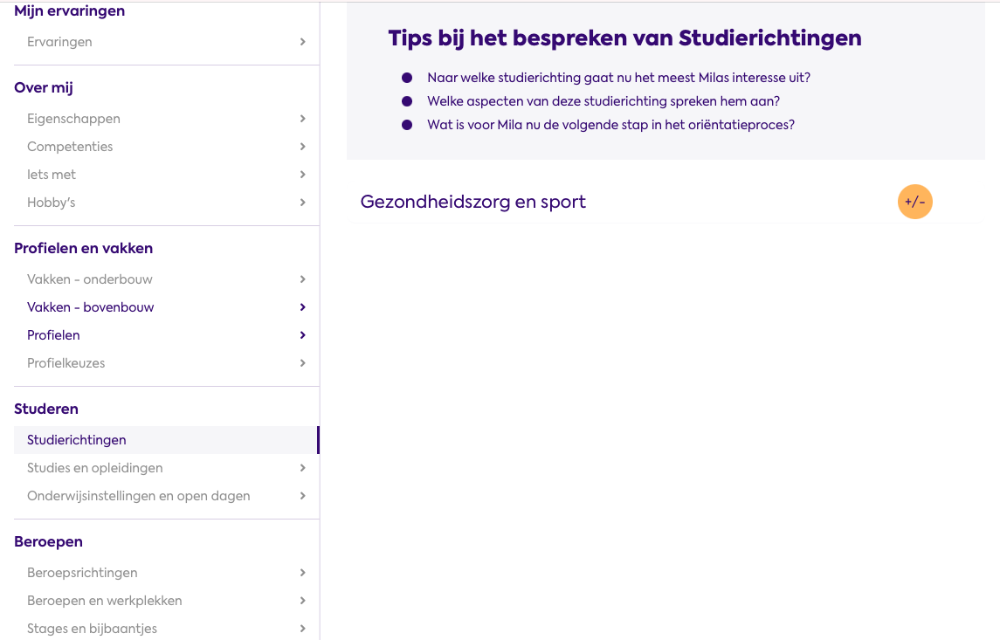 Mijn ervaringen
Ervaringen
Over mij
Eigenschappen
Competenties
Iets met
Hobby's
Profielen en vakken
Vakken - onderbouw
Vakken - bovenbouw
Profielen
Profielkeuzes
Studeren
Studierichtingen
Studies en opleidingen
Onderwijsinstellingen en open dagen
Beroepen
Beroepsrichtingen
Beroepen en werkplekken
Stages en bijbaantjes
Tips bij het bespreken van Studierichtingen
Naar welke studierichting gaat nu het meest Milas interesse uit?
Welke aspecten van deze studierichting spreken hem aan?
Wat is voor Mila nu de volgende stap in het oriëntatieproces?
Gezondheidszorg en sport
+/-